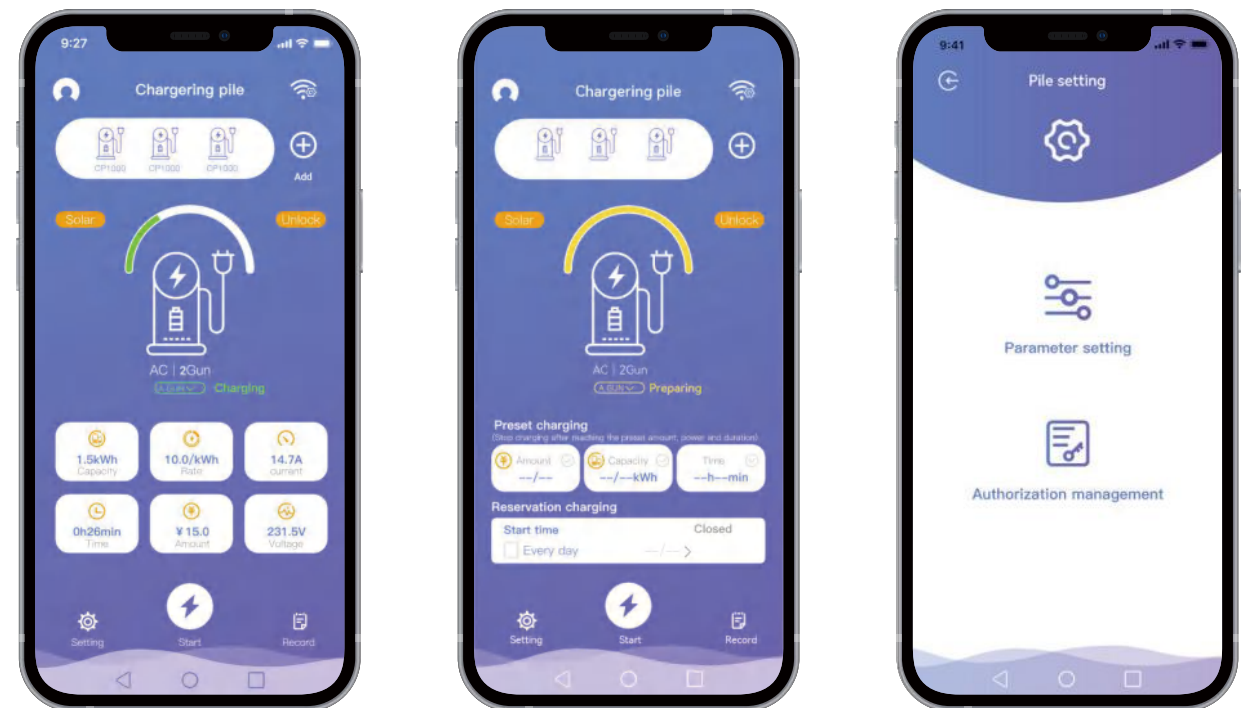 9:27
Chargering pile
CP1000 CP1000 CP1000
Add
Solar
Unlock
AC | 2Gun
A GUN Charging
1.5kWh
Capacity
10.0/kWh
Rate
14.7A
current
0h26min
Time
¥ 15.0
Amount
231.5V
Voltage
Setting
Start
Record
Chargering pile
Solar
Unlock
AC | 2Gun
A GUN Preparing
Preset charging
(Stop charging after reaching the preset amount, power and duration)
Amount
--/--
Capacity
--/--kWh
Time
--h--min
Reservation charging
Start time
Closed
Every day --/-- >
Setting
Start
Record
9:41
Pile setting
Parameter setting
Authorization management